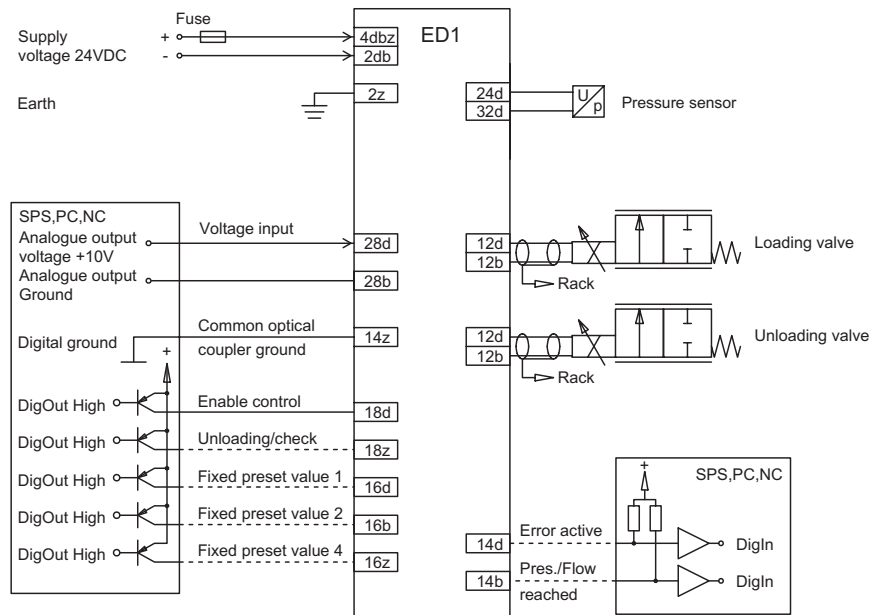 Fuse
Supply
voltage 24VDC
+
-
4dbz
2db
ED1
Earth
2z
24d
32d
U
p
Pressure sensor
SPS,PC,NC
Analogue output
voltage +10V
Voltage input
28d
Analogue output
Ground
28b
12d
12b
Rack
Loading valve
Digital ground
Common optical
coupler ground
14z
12d
12b
Rack
Unloading valve
+
DigOut High
Enable control
18d
DigOut High
Unloading/check
18z
DigOut High
Fixed preset value 1
16d
DigOut High
Fixed preset value 2
16b
DigOut High
Fixed preset value 4
16z
SPS,PC,NC
+
14d
Error active
DigIn
14b
Pres./Flow
reached
DigIn